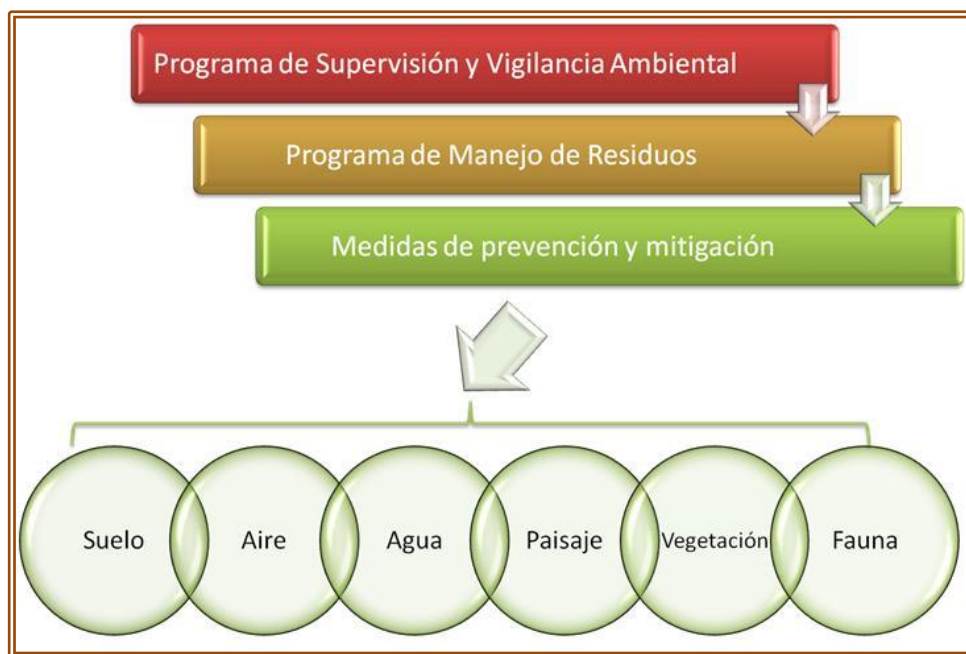 Programa de Supervisión y Vigilancia Ambiental
Programa de Manejo de Residuos
Medidas de prevención y mitigación
Suelo
Aire
Agua
Paisaje
Vegetación
Fauna